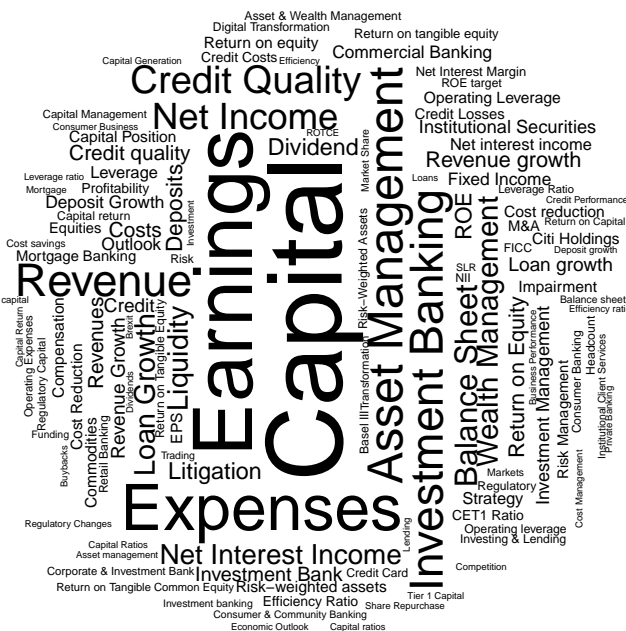 Asset & Wealth Management
Digital Transformation
Return on tangible equity
Return on equity
Commercial Banking
Capital Generation
Credit Costs
Efficiency
Credit Quality
Net Interest Margin
ROE target
Operating Leverage
Net Income
Capital Management
Credit Losses
Consumer Business
Institutional Securities
Capital Position
ROTCE
Dividend
Market Share
Net interest income
Credit quality
Revenue growth
Leverage
Leverage ratio
Loans
Fixed Income
Mortgage
Profitability
Leverage Ratio
Deposits
Deposit Growth
Credit Performance
Investment
Capital return
Cost reduction
Equities
Costs
Return on Capital
M&A
Outlook
Citi Holdings
Cost savings
FICC
Deposit growth
Mortgage Banking
Risk
Loan growth
SLR
NII
ROE
Revenue
Earnings
Capital
Asset Management
Investment Banking
Risk−Weighted Assets
Balance Sheet
Wealth Management
Impairment
capital
Balance sheet
Efficiency rati
Credit
Capital Return
Operating Expenses
Regulatory Capital
Compensation
Revenues
Revenue Growth
Brexit
Dividends
Loan Growth
Return on Tangible Equity
Liquidity
EPS
Cost Reduction
Commodities
Retail Banking
Funding
Buybacks
Basel III
Transformation
Return on Equity
Business Performance
Investment Management
Risk Management
Consumer Banking
Headcount
Institutional Client Services
Private banking
Cost Management
Trading
Litigation
Markets
Regulatory
Strategy
Expenses
CET1 Ratio
Regulatory Changes
Operating leverage
Investing & Lending
Lending
Capital Ratios
Asset management
Net Interest Income
Corporate & Investment Bank
Investment Bank
Credit Card
Competition
Return on Tangible Common Equity
Risk−weighted assets
Tier 1 Capital
Investment banking
Efficiency Ratio
Share Repurchase
Consumer & Community Banking
Economic Outlook
Capital ratios